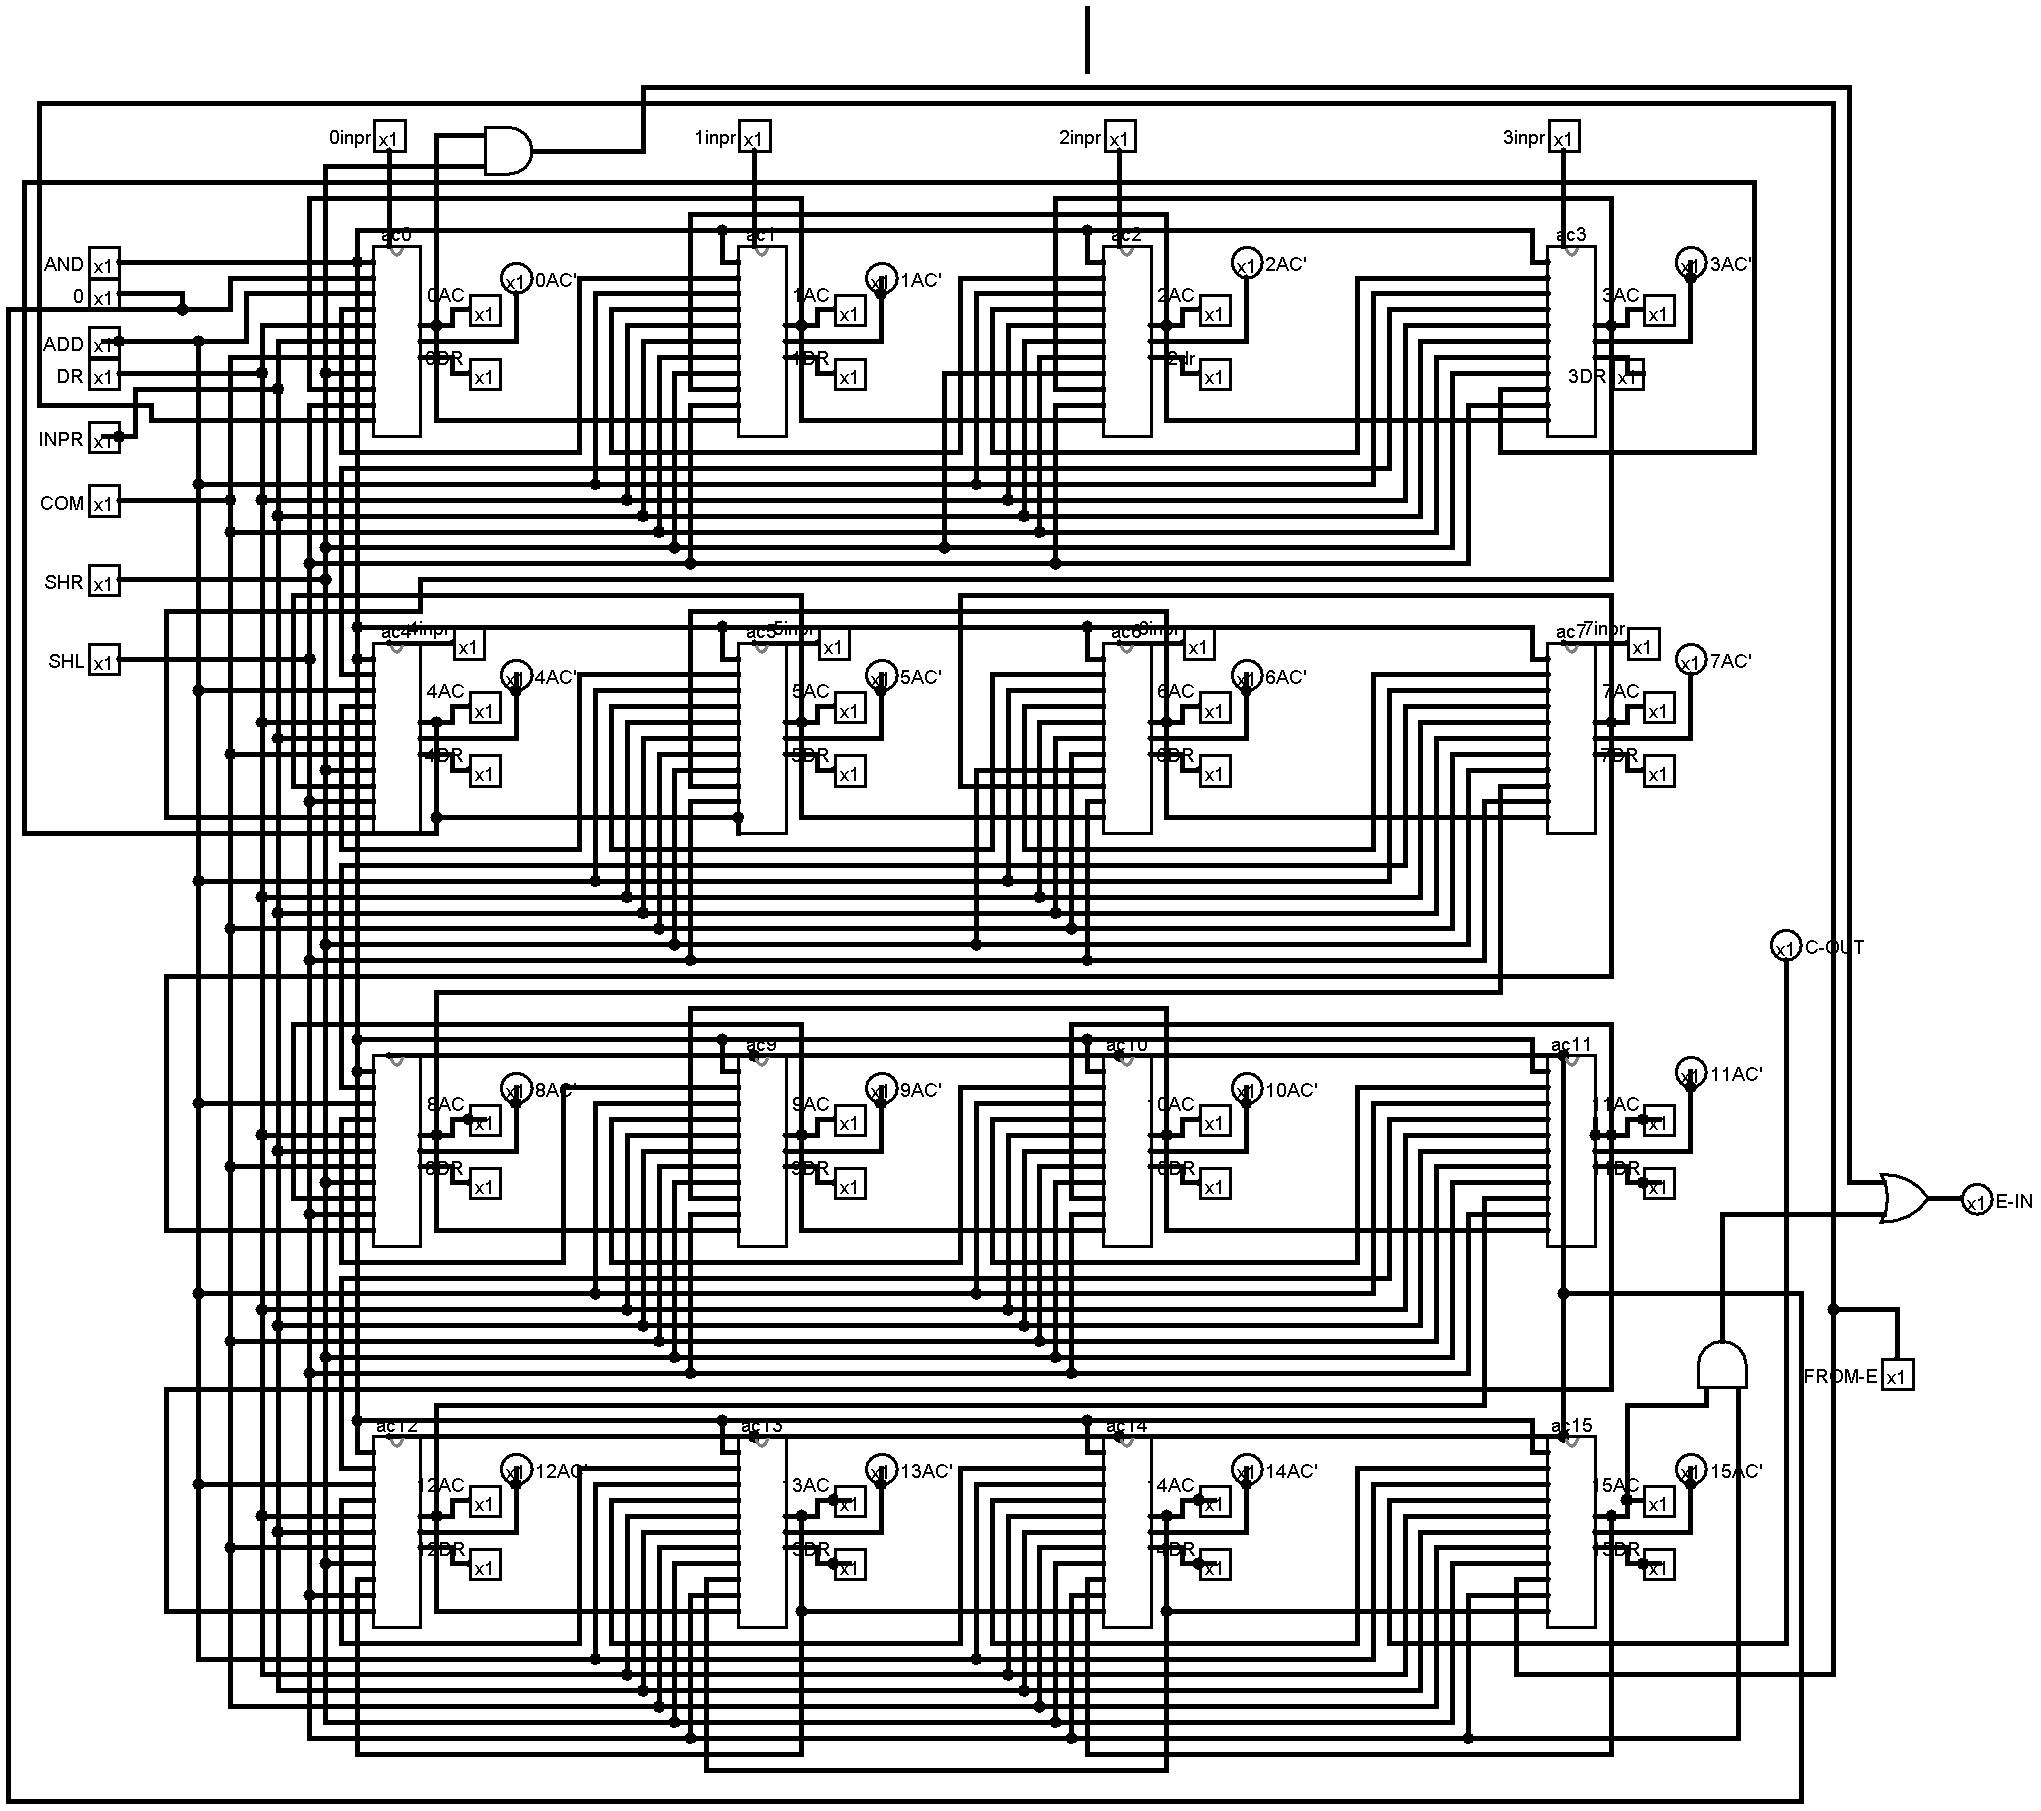 0inpr x1
1inpr x1
2inpr x1
3inpr x1
ac0
ac1
ac2
ac3
AND x1
0 x1
ADD x1
DR x1
INPR x1
COM x1
SHR x1
SHL x1
x1 0AC'
x1 1AC'
x1 2AC'
x1 3AC'
0AC x1
1AC x1
2AC x1
3AC x1
0DR x1
1DR x1
2dr x1
3DR x1
ac4 4inpr x1
ac5 5inpr x1
ac6 6inpr x1
ac7 7inpr x1
x1 4AC'
x1 5AC'
x1 6AC'
x1 7AC'
4AC x1
5AC x1
6AC x1
7AC x1
4DR x1
5DR x1
6DR x1
7DR x1
x1 C-OUT
ac9
ac10
ac11
x1 8AC'
x1 9AC'
x1 10AC'
x1 11AC'
8AC x1
9AC x1
10AC x1
11AC x1
8DR x1
9DR x1
x1
x1
x1 E-IN
FROM-E x1
ac12
ac13
ac14
ac15
x1 12AC'
x1 13AC'
x1 14AC'
x1 15AC'
12AC x1
13AC x1
14AC x1
15AC x1
12DR x1
x1
x1
15DR x1